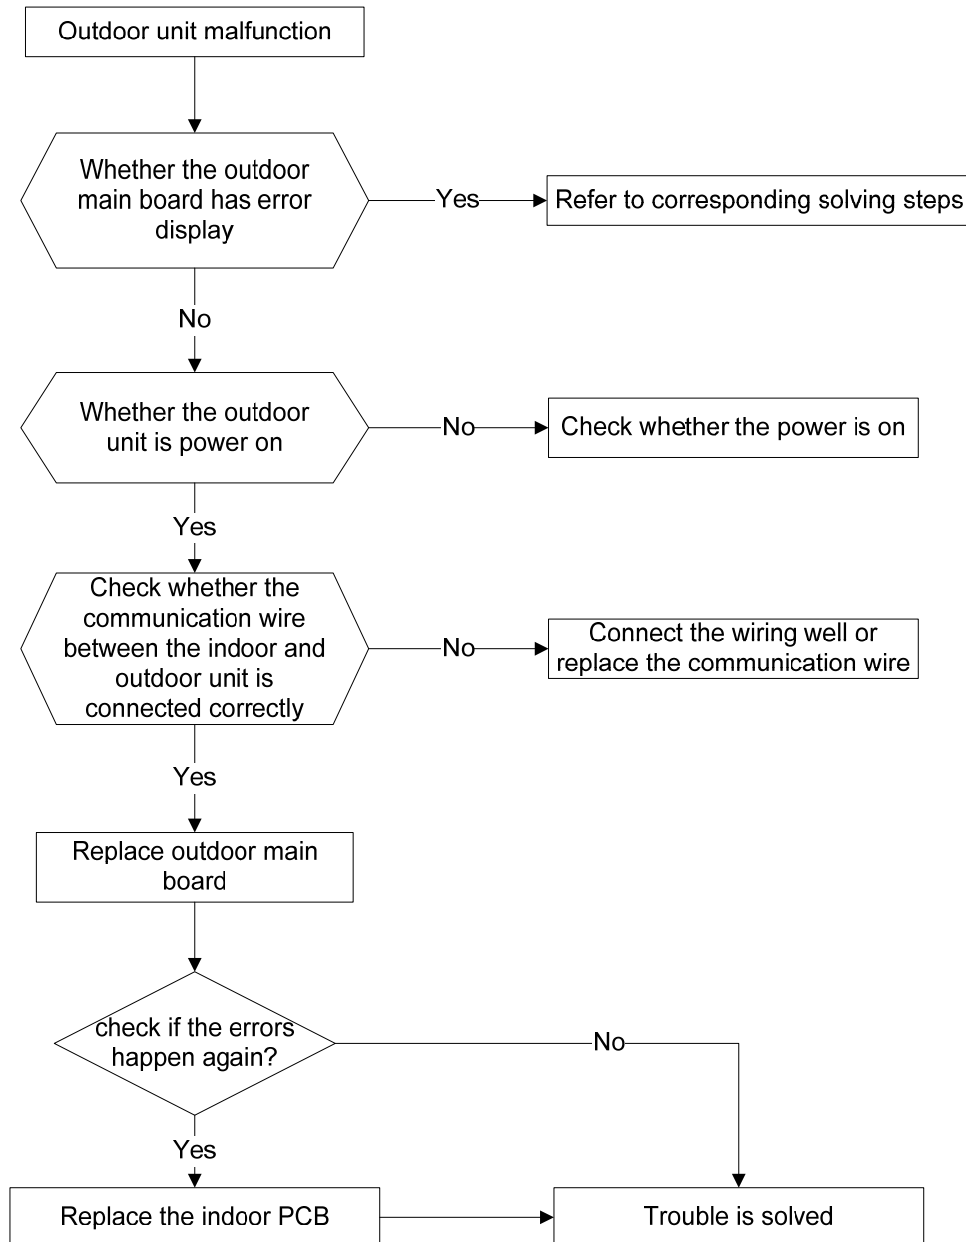 Outdoor unit malfunction
Whether the outdoor
main board has error
display
Yes
Refer to corresponding solving steps
No
Whether the outdoor
unit is power on
No
Check whether the power is on
Yes
Check whether the
communication wire
between the indoor and
outdoor unit is
connected correctly
No
Connect the wiring well or
replace the communication wire
Yes
Replace outdoor main
board
check if the errors
happen again?
No
Yes
Replace the indoor PCB
Trouble is solved